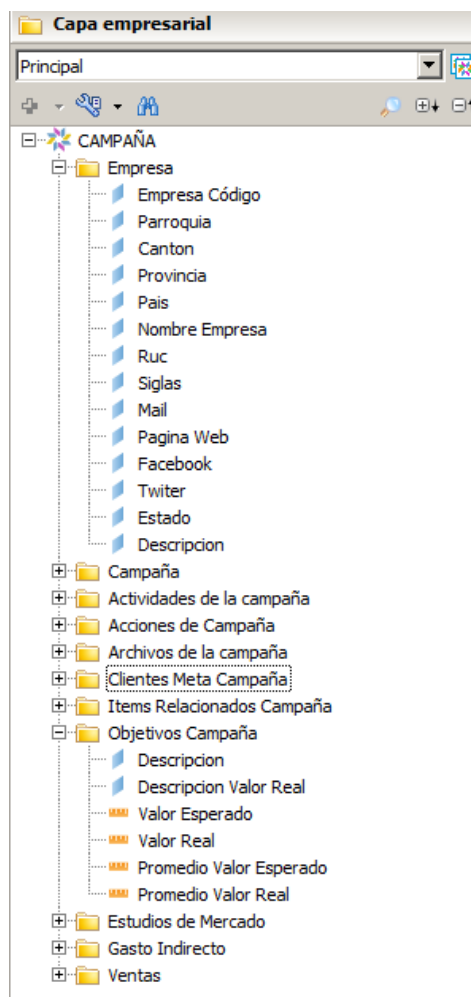 Capa empresarial
Principal
CAMPAÑA
Empresa
Empresa Código
Parroquia
Canton
Provincia
Pais
Nombre Empresa
Ruc
Siglas
Mail
Pagina Web
Facebook
Twiter
Estado
Descripcion
Campaña
Actividades de la campaña
Acciones de Campaña
Archivos de la campaña
Clientes Meta Campaña
Items Relacionados Campaña
Objetivos Campaña
Descripcion
Descripcion Valor Real
Valor Esperado
Valor Real
Promedio Valor Esperado
Promedio Valor Real
Estudios de Mercado
Gasto Indirecto
Ventas